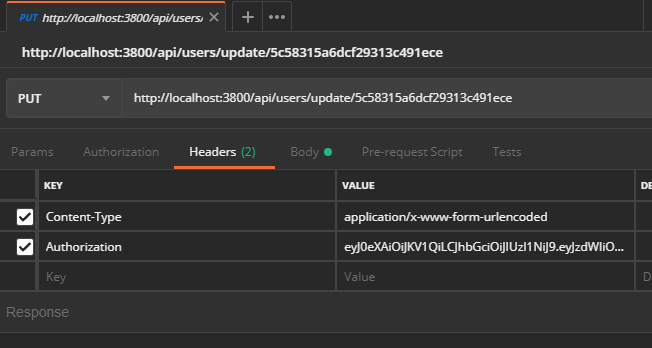 PUT http://localhost:3800/api/users/
http://localhost:3800/api/users/update/5c58315a6dcf29313c491ece
PUT http://localhost:3800/api/users/update/5c58315a6dcf29313c491ece
Params Authorization Headers (2) Body Pre-request Script Tests
KEY VALUE DE
Content-Type application/x-www-form-urlencoded
Authorization eyJ0eXAiOiJKV1QiLCJhbGciOiJIUzI1NiJ9.eyJzdWIiO...
Key Value D
Response